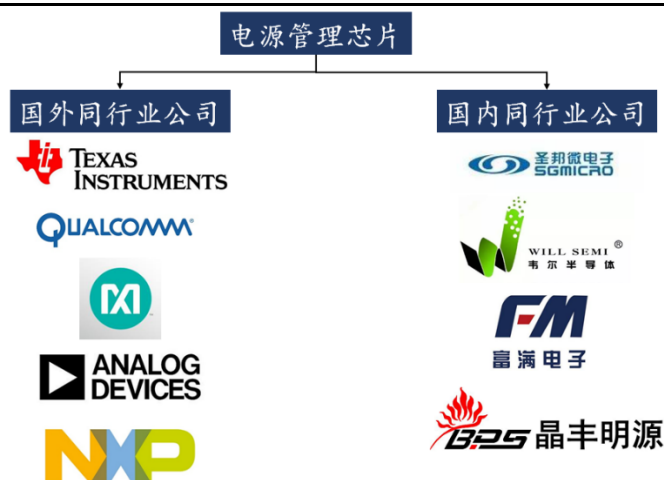 电源管理芯片
国外同行业公司
国内同行业公司
TEXAS
INSTRUMENTS
QUALCOMM®
ANALOG
DEVICES
NXP
圣邦微电子
SGMICRO
WILL SEMI ®
韦尔半导体
FM
富满电子
BPS 晶丰明源